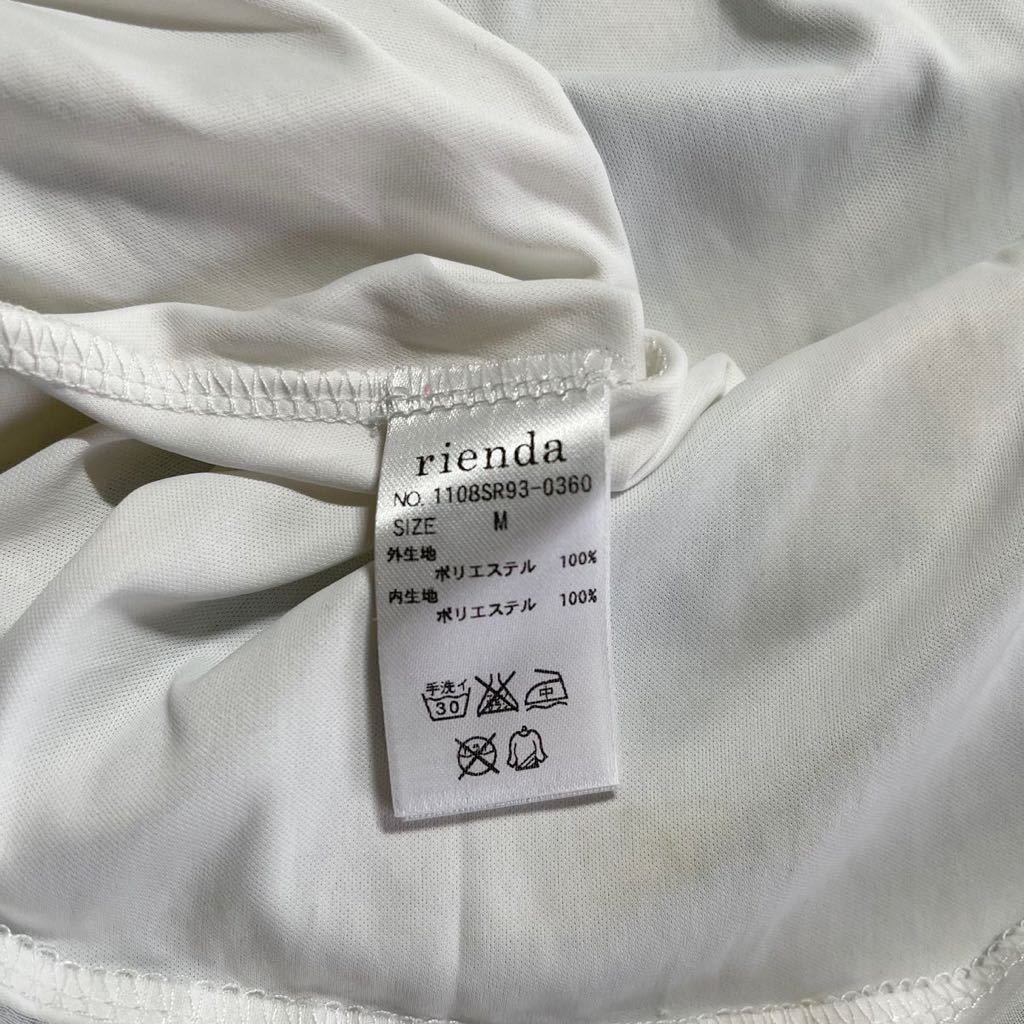 rienda
NO. 1108SR93-0360
SIZE M
外生地
ポリエステル 100%
内生地
ポリエステル 100%
手洗イ
30
中